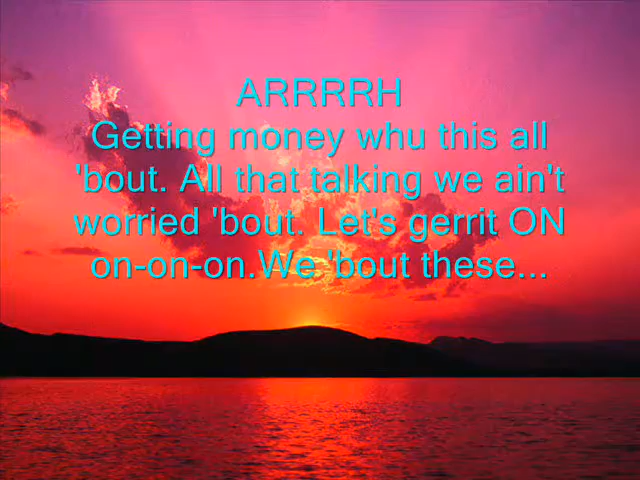 ARRRRH
Getting money whu this all
'bout. All that talking we ain't
worried 'bout. Let's gerrit ON
on-on-on.We 'bout these...